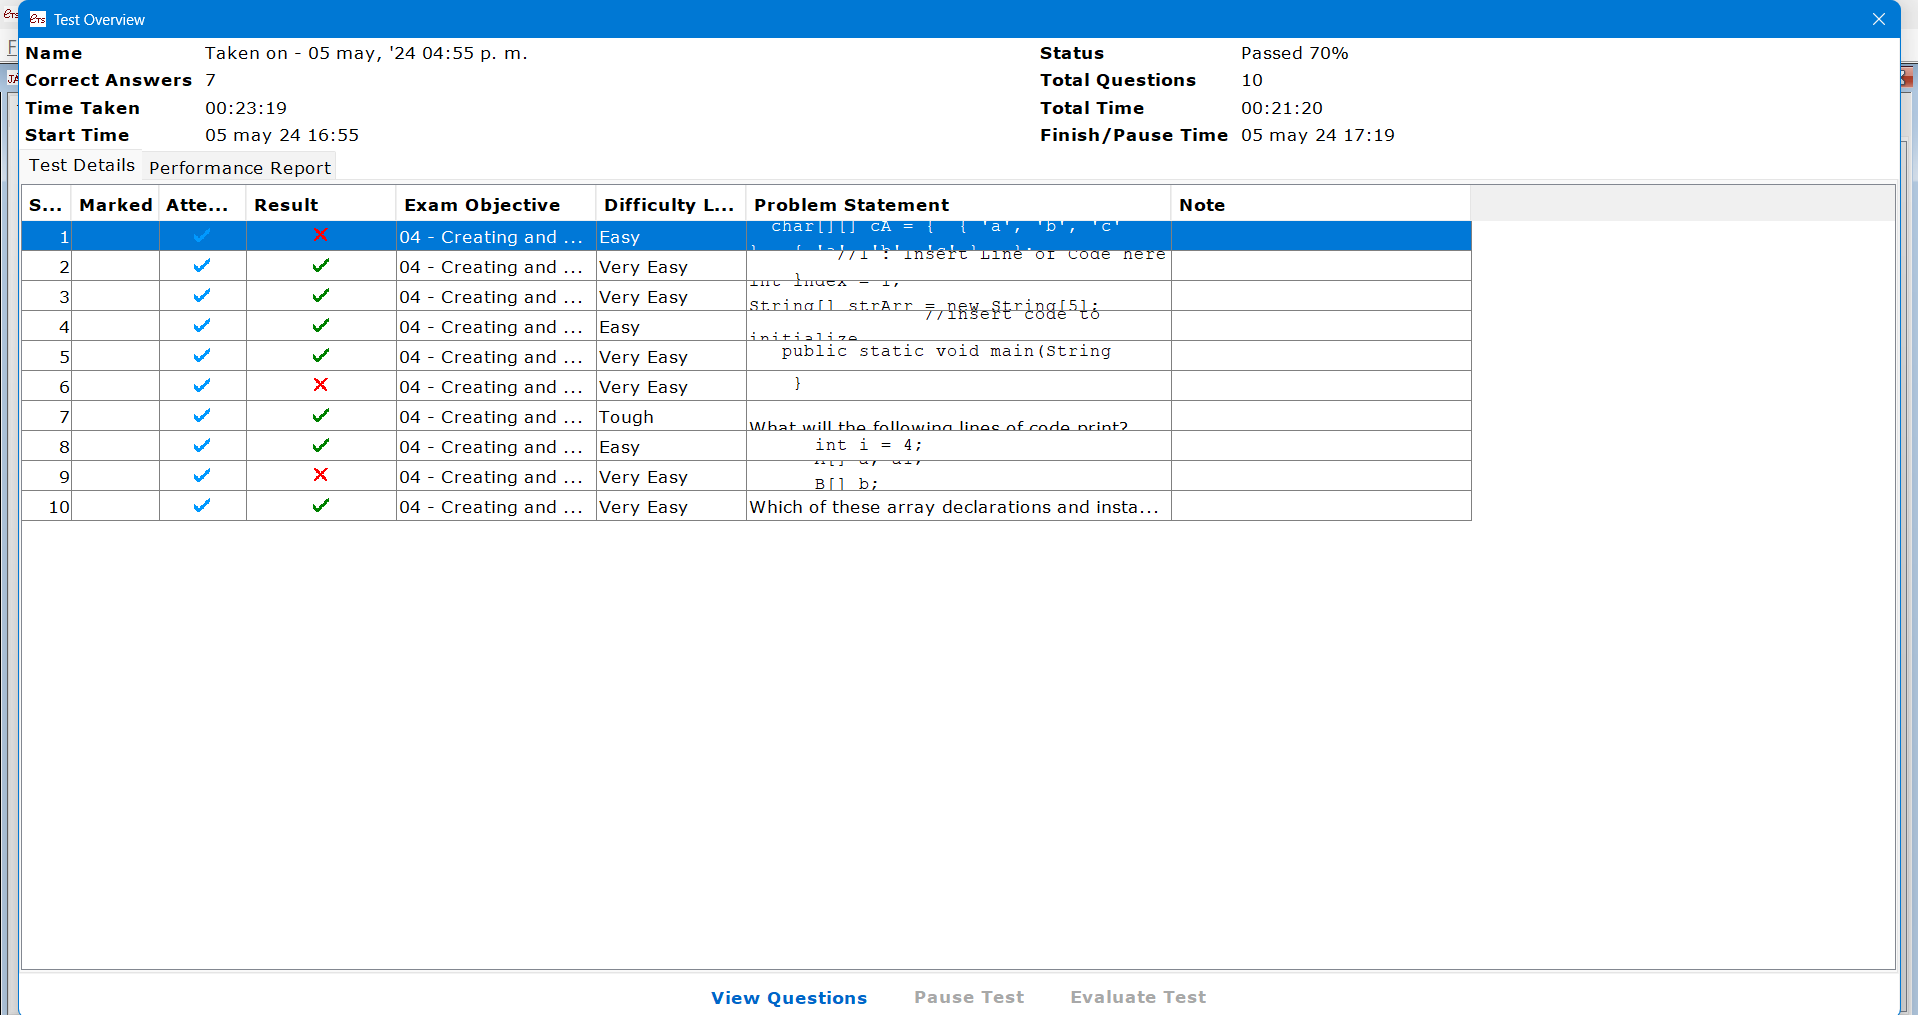 Test Overview
Name Taken on - 05 may, '24 04:55 p. m. Status Passed 70%
Correct Answers 7 Total Questions 10
Time Taken 00:23:19 Total Time 00:21:20
Start Time 05 may 24 16:55 Finish/Pause Time 05 may 24 17:19
Test Details Performance Report
S... Marked Atte... Result Exam Objective Difficulty L... Problem Statement Note
1 04 - Creating and ... Easy char[][] cA = { { 'a', 'b', 'c'
2 04 - Creating and ... Very Easy //1 : Insert Line of Code here
}
3 04 - Creating and ... Very Easy int index = 1;
String[] strArr = new String[5];
4 04 - Creating and ... Easy //insert code to
initialize
5 04 - Creating and ... Very Easy public static void main(String
6 04 - Creating and ... Very Easy }
7 04 - Creating and ... Tough What will the following lines of code print?
8 04 - Creating and ... Easy int i = 4;
9 04 - Creating and ... Very Easy A[] a, a1;
B[] b;
10 04 - Creating and ... Very Easy Which of these array declarations and insta...
View Questions Pause Test Evaluate Test